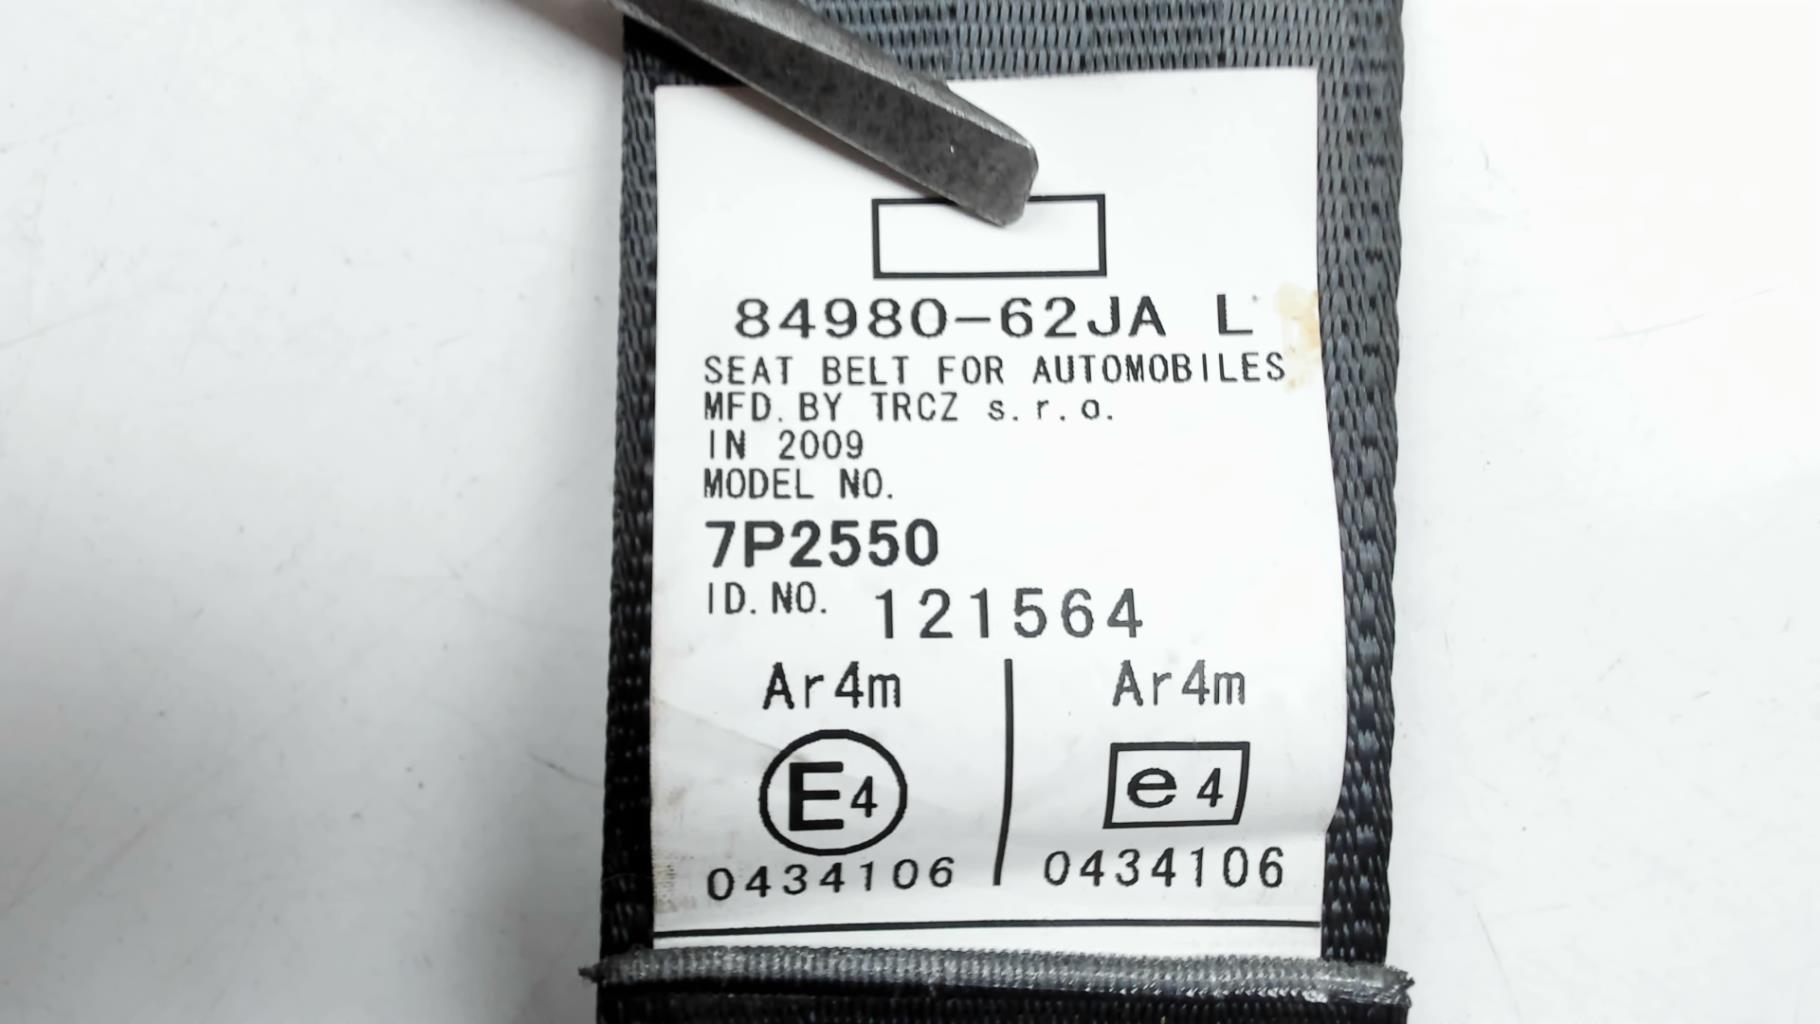 84980-62JA L
SEAT BELT FOR AUTOMOBILES
MFD. BY TRCZ s.r.o.
IN 2009
MODEL NO.
7P2550
ID.NO. 121564
Ar4m Ar4m
E4 e4
0434106 0434106